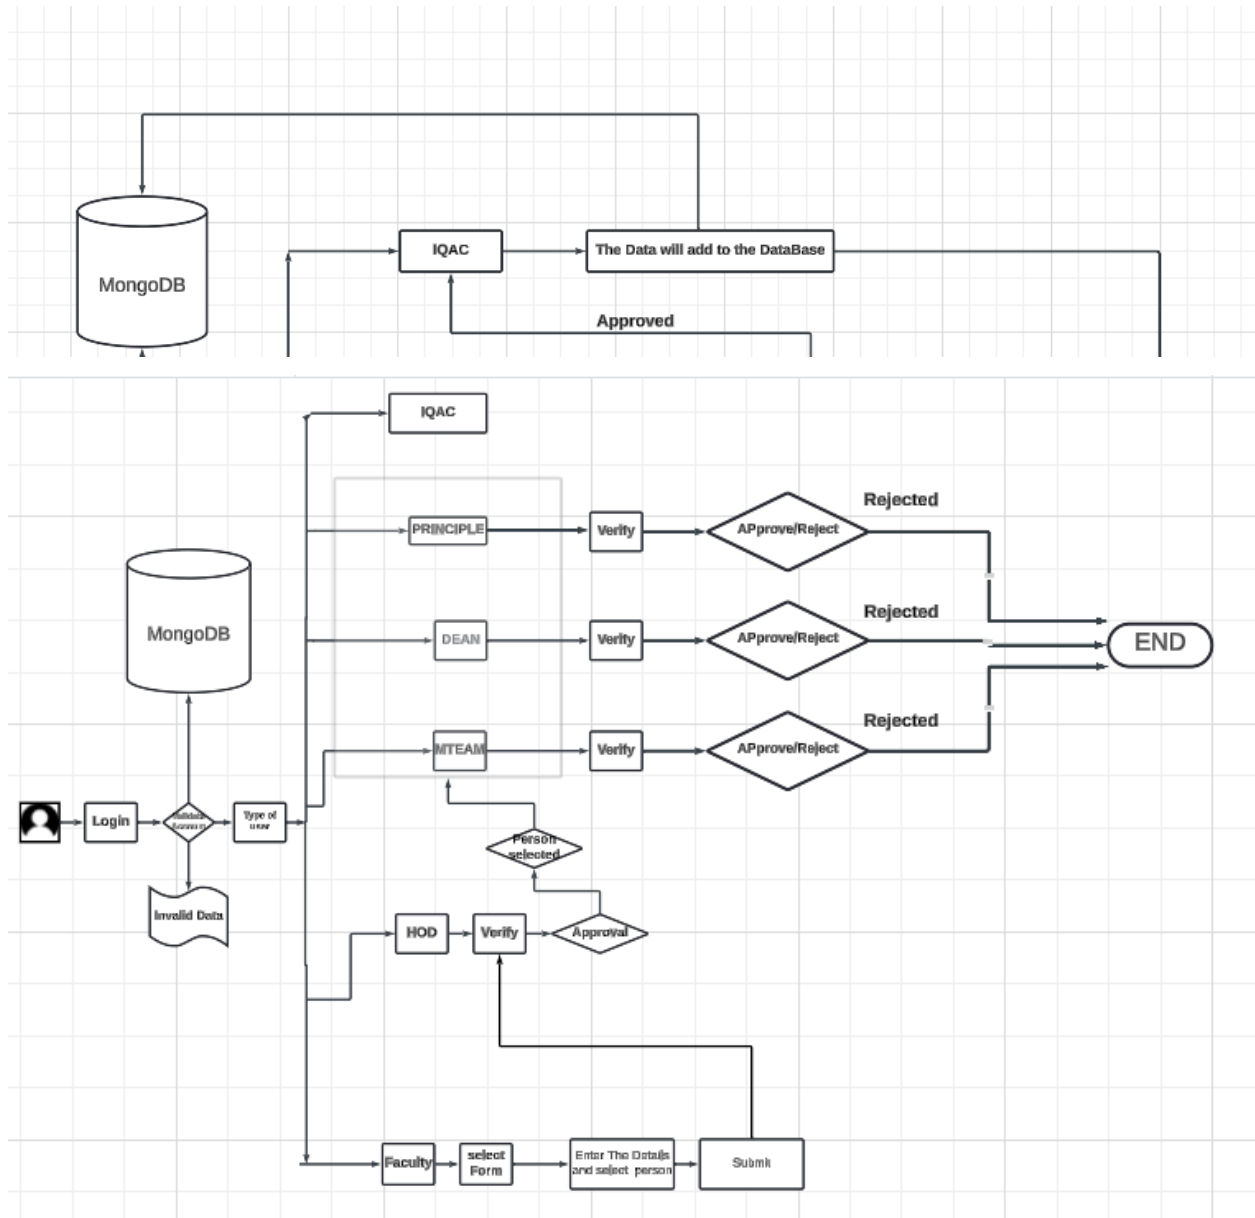 MongoDB
IQAC
The Data will add to the DataBase
Approved
IQAC
PRINCIPLE
Verify
APprove/Reject
Rejected
MongoDB
DEAN
Verify
APprove/Reject
Rejected
END
MTEAM
Verify
APprove/Reject
Rejected
Login
Type of
user
Person
selected
Invalid Data
HOD
Verify
Approval
Faculty
select
Form
Enter The Details
and select person
Submit